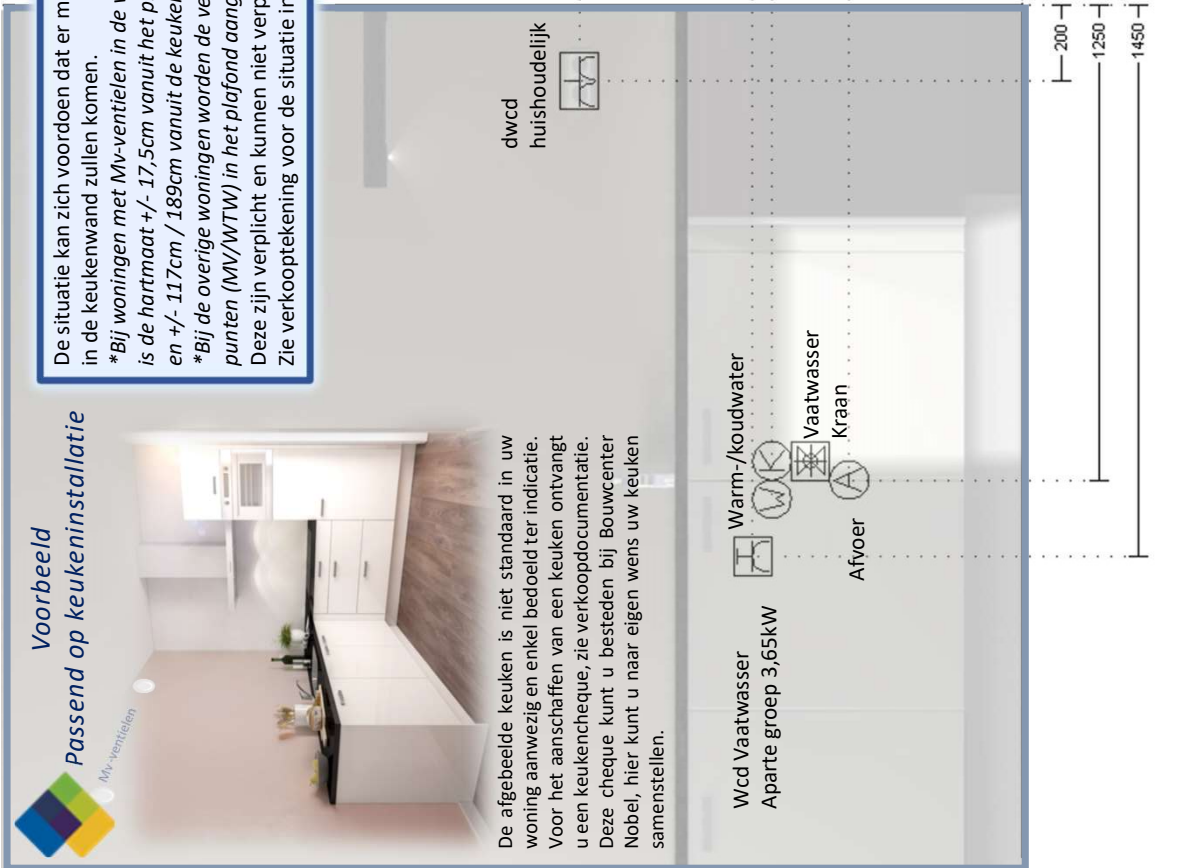 Voorbeeld
Passend op keukeninstallatie
Mv-ventielen
De situatie kan zich voordoen dat er m
in de keukenwand zullen komen.
*Bij woningen met Mv-ventielen in de v
is de hartmaat +/- 17,5cm vanuit het p
en +/- 117cm / 189cm vanuit de keuken
*Bij de overige woningen worden de ve
punten (MV/WTW) in het plafond aang
Deze zijn verplicht en kunnen niet verp
Zie verkooptekening voor de situatie in
De afgebeelde keuken is niet standaard in uw
woning aanwezig en enkel bedoeld ter indicatie.
Voor het aanschaffen van een keuken ontvangt
u een keukencheque, zie verkoopdocumentatie.
Deze cheque kunt u besteden bij Bouwcenter
Nobel, hier kunt u naar eigen wens uw keuken
samenstellen.
dwcd
huishoudelijk
Wcd Vaatwasser
Aparte groep 3,65kW
Warm-/koudwater
W K
Vaatwasser
Kraan
A
Afvoer
200
1250
1450